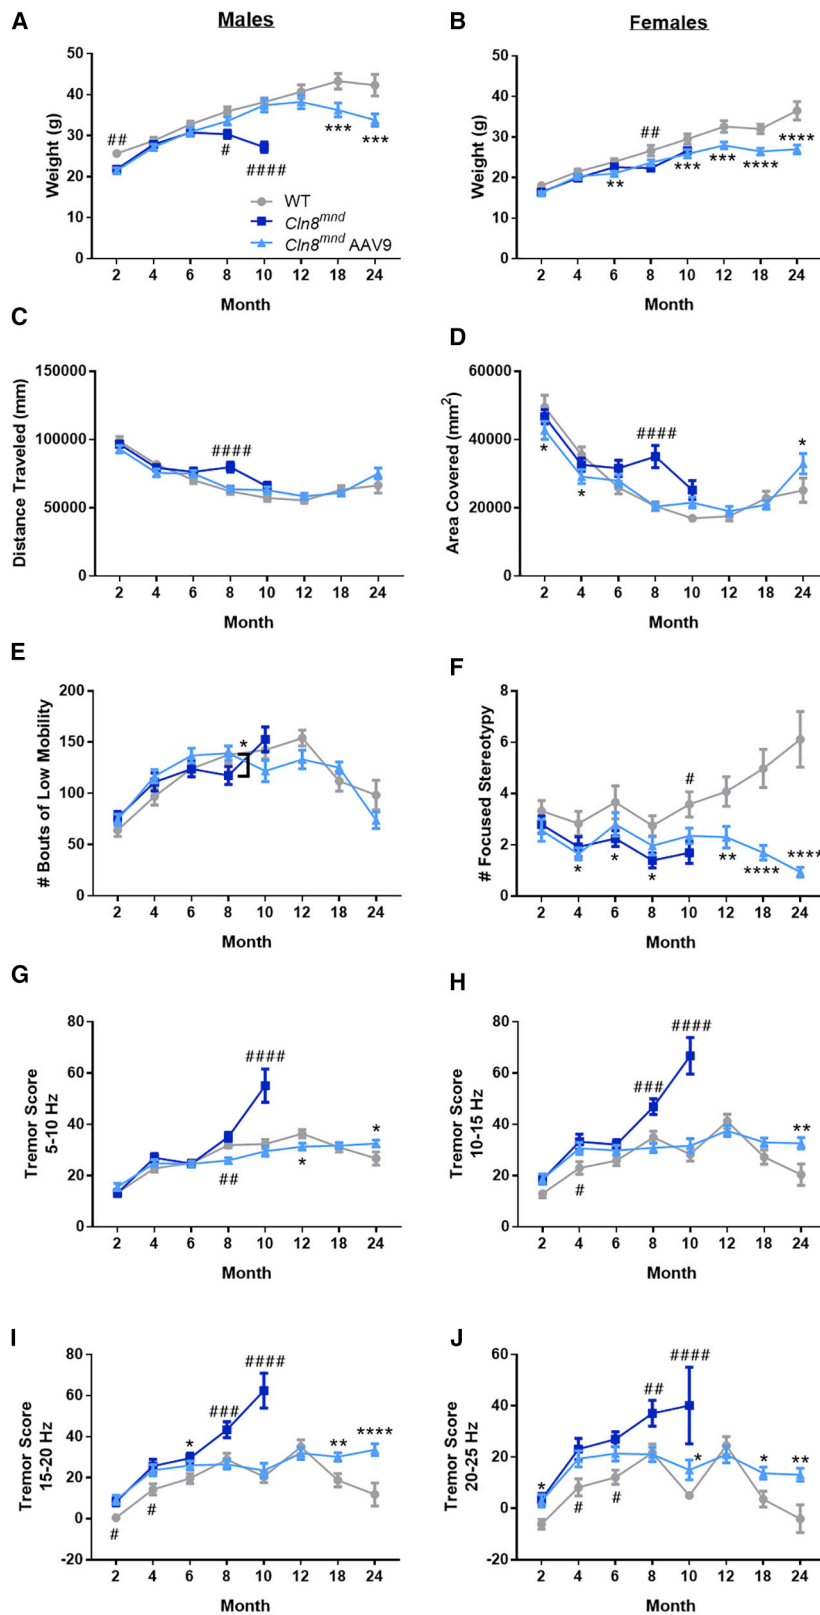 A
Males
50
40
30
20
10
0
Weight (g)
##
#
####
***
***
WT
Cln8mnd
Cln8mnd AAV9
2 4 6 8 10 12 18 24
Month
B
Females
50
40
30
20
10
0
Weight (g)
##
**
***
***
****
****
2 4 6 8 10 12 18 24
Month
C
150000
100000
50000
0
Distance Traveled (mm)
####
2 4 6 8 10 12 18 24
Month
D
60000
40000
20000
0
Area Covered (mm2)
####
*
*
*
2 4 6 8 10 12 18 24
Month
E
200
150
100
50
0
# Bouts of Low Mobility
*
2 4 6 8 10 12 18 24
Month
F
8
6
4
2
0
# Focused Stereotypy
#
*
*
*
**
****
****
2 4 6 8 10 12 18 24
Month
G
80
60
40
20
0
Tremor Score
5-10 Hz
####
##
*
*
2 4 6 8 10 12 18 24
Month
H
80
60
40
20
0
Tremor Score
10-15 Hz
####
###
#
**
2 4 6 8 10 12 18 24
Month
I
80
60
40
20
0
-20
Tremor Score
15-20 Hz
####
###
*
**
****
#
#
2 4 6 8 10 12 18 24
Month
J
60
40
20
0
-20
Tremor Score
20-25 Hz
####
##
*
*
*
**
#
#
2 4 6 8 10 12 18 24
Month